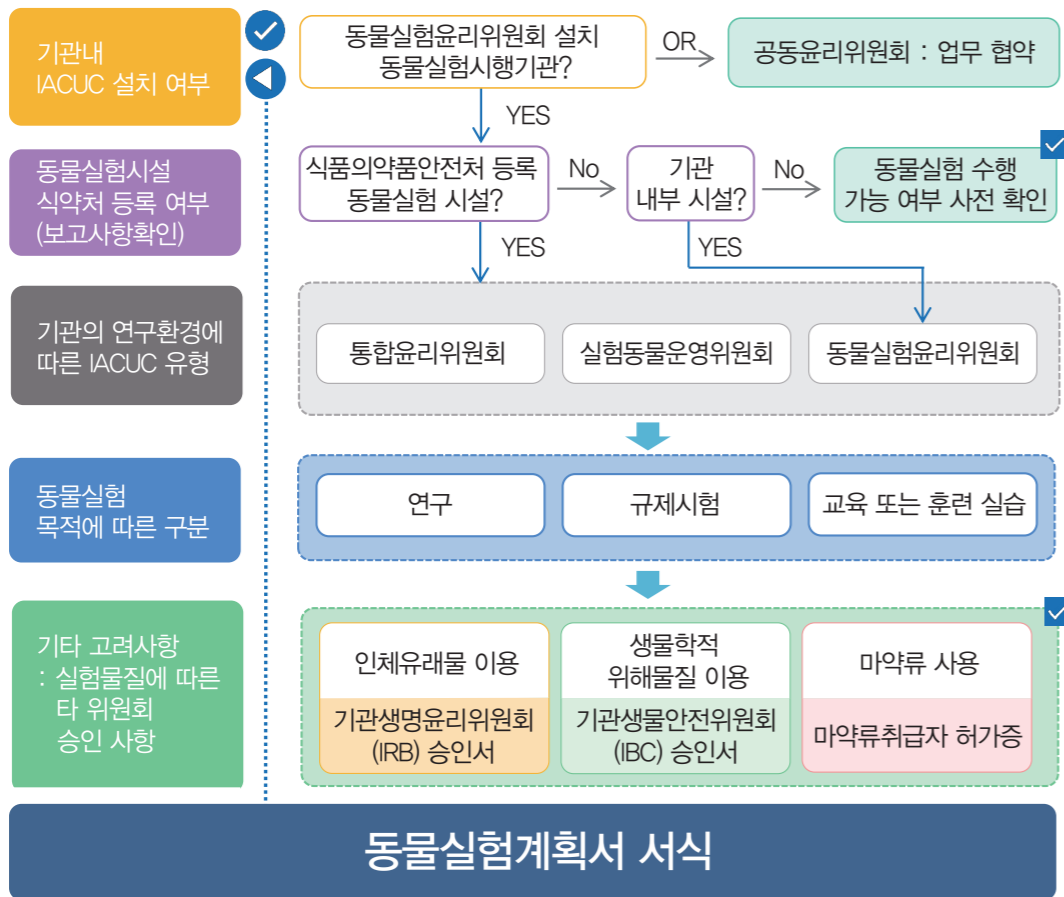 기관내
IACUC 설치 여부
동물실험윤리위원회 설치
동물실험시행기관?
OR
공동윤리위원회 : 업무 협약
YES
동물실험시설
식약처 등록 여부
(보고사항확인)
식품의약품안전처 등록
동물실험 시설?
No
기관
내부 시설?
No
동물실험 수행
가능 여부 사전 확인
YES
YES
기관의 연구환경에
따른 IACUC 유형
통합윤리위원회
실험동물운영위원회
동물실험윤리위원회
동물실험
목적에 따른 구분
연구
규제시험
교육 또는 훈련 실습
기타 고려사항
: 실험물질에 따른
타 위원회
승인 사항
인체유래물 이용
기관생명윤리위원회
(IRB) 승인서
생물학적
위해물질 이용
기관생물안전위원회
(IBC) 승인서
마약류 사용
마약류취급자 허가증
동물실험계획서 서식